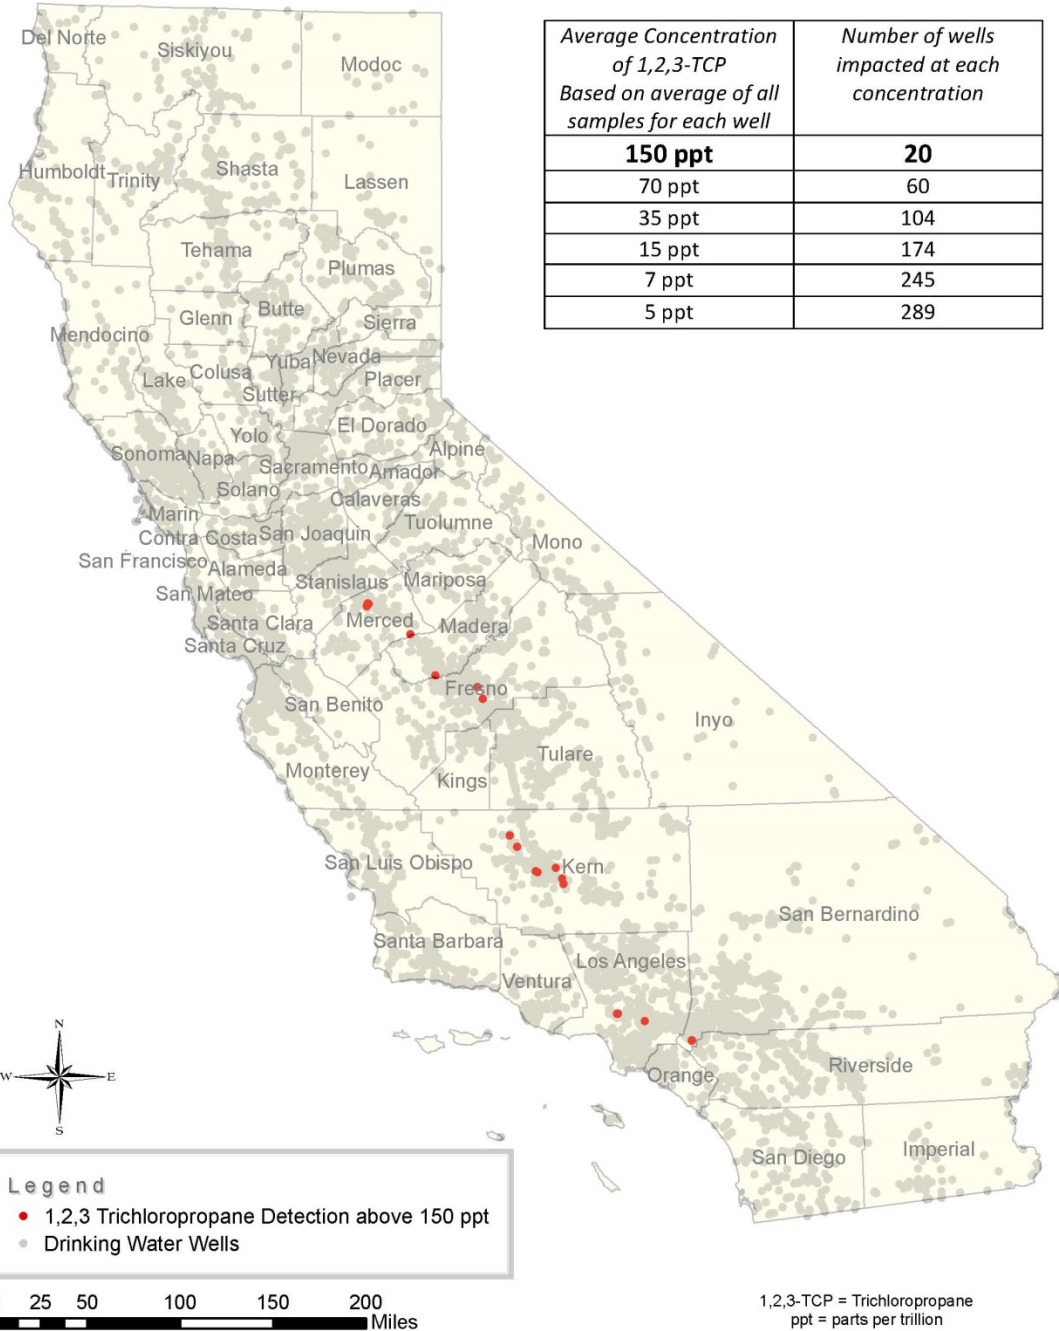 Average Concentration
of 1,2,3-TCP
Based on average of all
samples for each well
Number of wells
impacted at each
concentration
150 ppt 20
70 ppt 60
35 ppt 104
15 ppt 174
7 ppt 245
5 ppt 289
Del Norte
Siskiyou
Modoc
Humboldt
Trinity
Shasta
Lassen
Tehama
Plumas
Glenn
Butte
Sierra
Mendocino
Lake
Colusa
Yuba
Nevada
Placer
Sutter
Yolo
El Dorado
Alpine
Sonoma
Napa
Sacramento
Amador
Solano
Calaveras
Marin
Contra Costa
San Joaquin
Tuolumne
Mono
San Francisco
Alameda
Stanislaus
Mariposa
San Mateo
Santa Clara
Merced
Madera
Santa Cruz
Fresno
San Benito
Inyo
Monterey
Kings
Tulare
San Luis Obispo
Kern
San Bernardino
Santa Barbara
Los Angeles
Ventura
Orange
Riverside
San Diego
Imperial
N
W E
S
Legend
1,2,3 Trichloropropane Detection above 150 ppt
Drinking Water Wells
25 50 100 150 200
Miles
1,2,3-TCP = Trichloropropane
ppt = parts per trillion